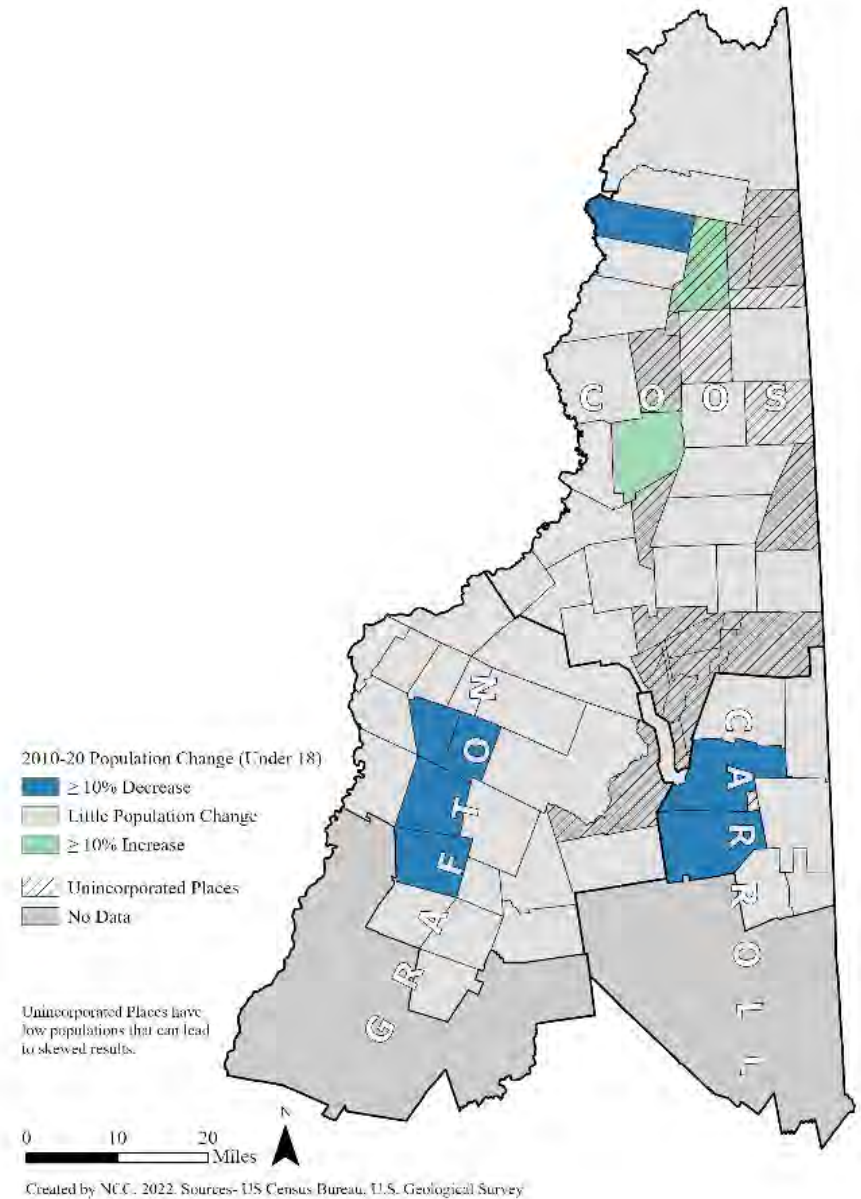 COOS
GRAFTON
CARROLL
2010-20 Population Change (Under 18)
≥ 10% Decrease
Little Population Change
≥ 10% Increase
Unincorporated Places
No Data
Unincorporated Places have
low populations that can lead
to skewed results.
N
0 10 20
Miles
Created by NCC, 2022. Sources- US Census Bureau, U.S. Geological Survey